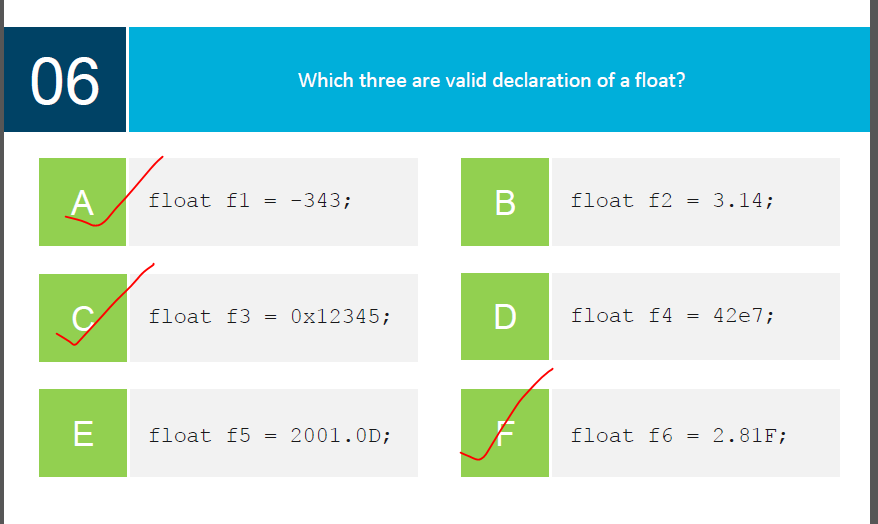 06
Which three are valid declaration of a float?
A
float f1 = -343;
B
float f2 = 3.14;
C
float f3 = 0x12345;
D
float f4 = 42e7;
E
float f5 = 2001.0D;
F
float f6 = 2.81F;